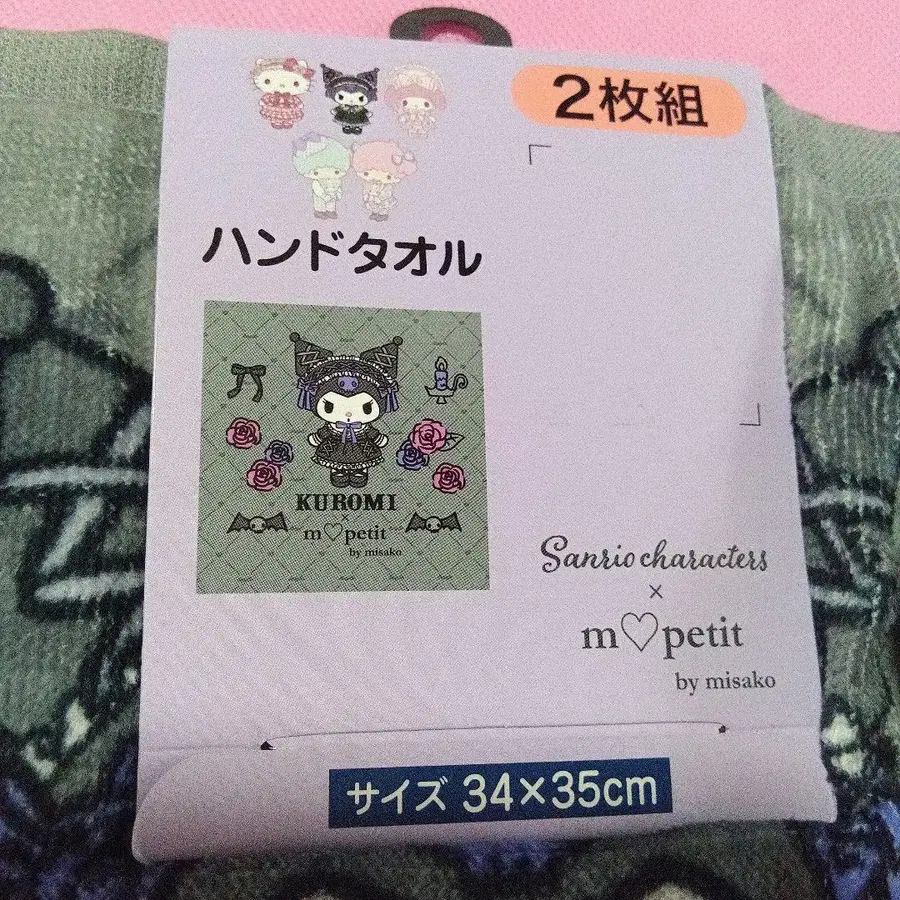 2枚組
ハンドタオル
KUROMI
×
m♡petit
by misako
Sanrio characters
×
m♡petit
by misako
サイズ 34×35cm